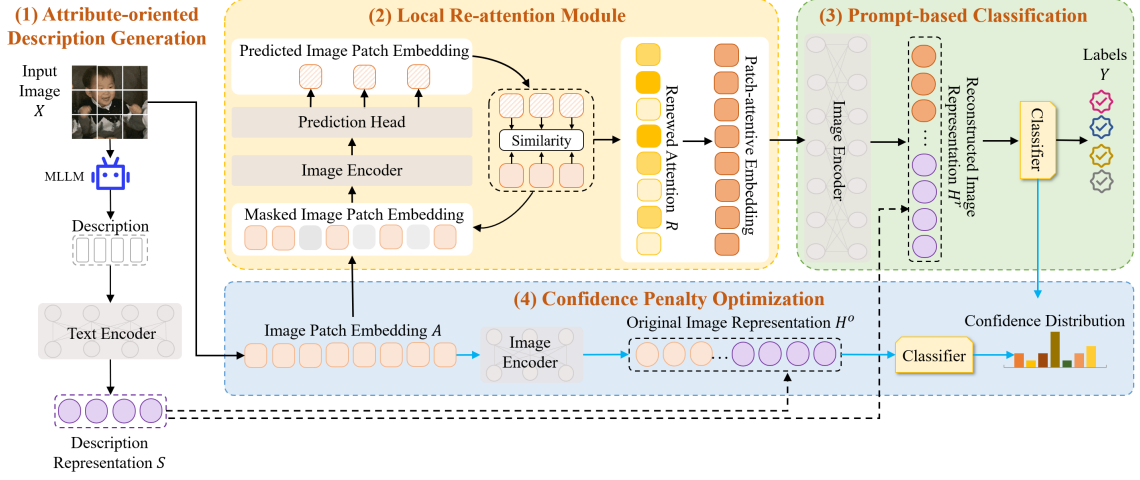 (1) Attribute-oriented
Description Generation
Input
Image
X
MLLM
Description
Text Encoder
Description
Representation S
(2) Local Re-attention Module
Predicted Image Patch Embedding
Prediction Head
Image Encoder
Masked Image Patch Embedding
Similarity
Renewed Attention R
Patch-attentive Embedding
(3) Prompt-based Classification
Image Encoder
Reconstructed Image
Representation Hʳ
...
Classifier
Labels
Y
(4) Confidence Penalty Optimization
Image Patch Embedding A
Image
Encoder
Original Image Representation Hᵒ
...
Classifier
Confidence Distribution